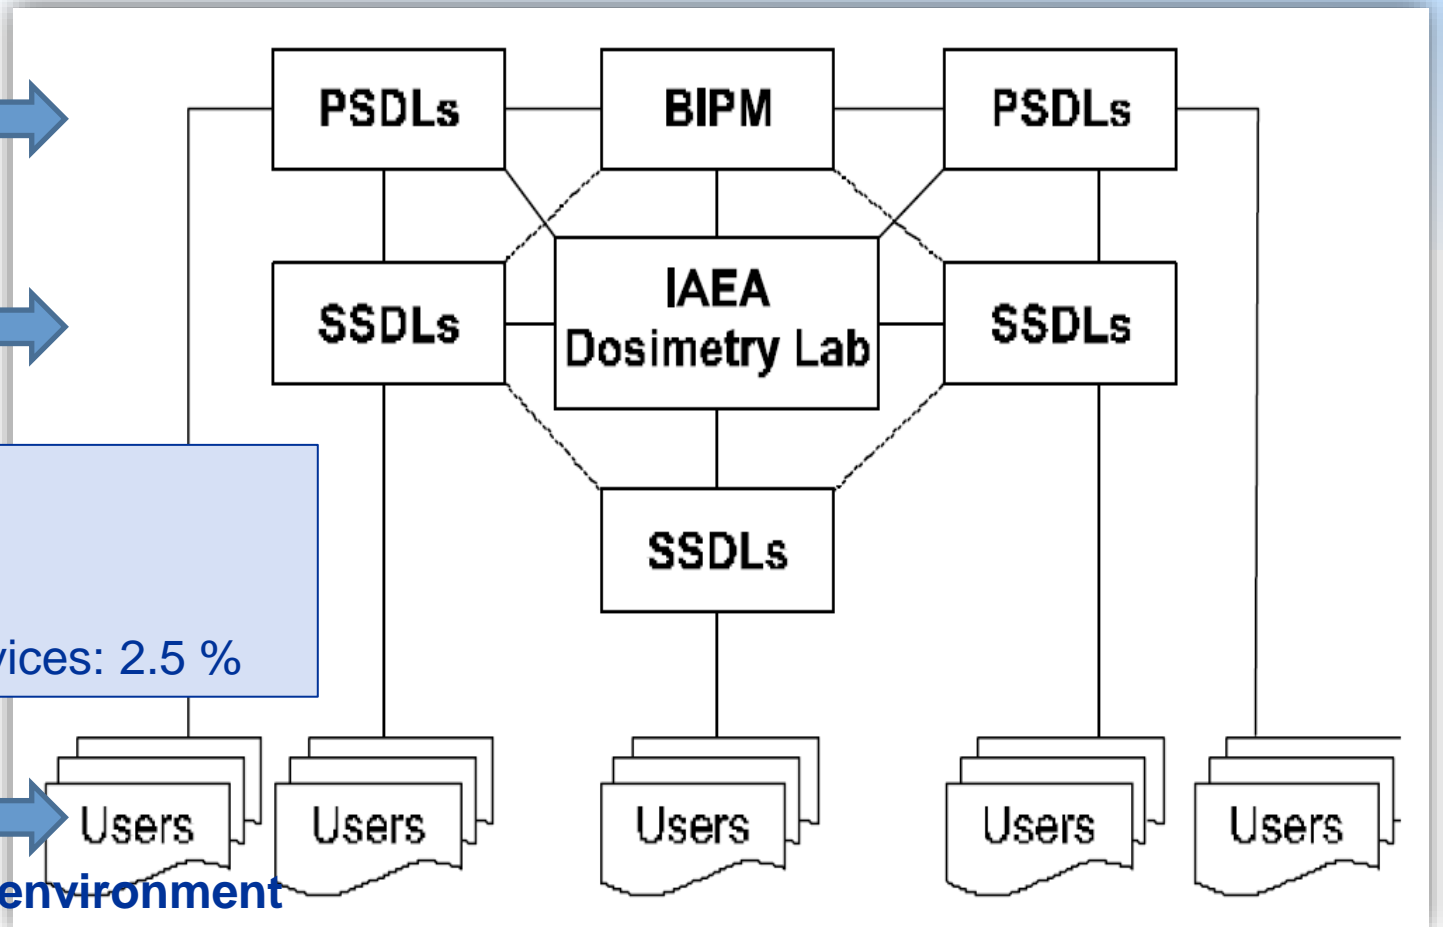 PSDLs
BIPM
PSDLs
SSDLs
IAEA
Dosimetry Lab
SSDLs
SSDLs
vices: 2.5 %
Users
Users
Users
Users
Users
environment